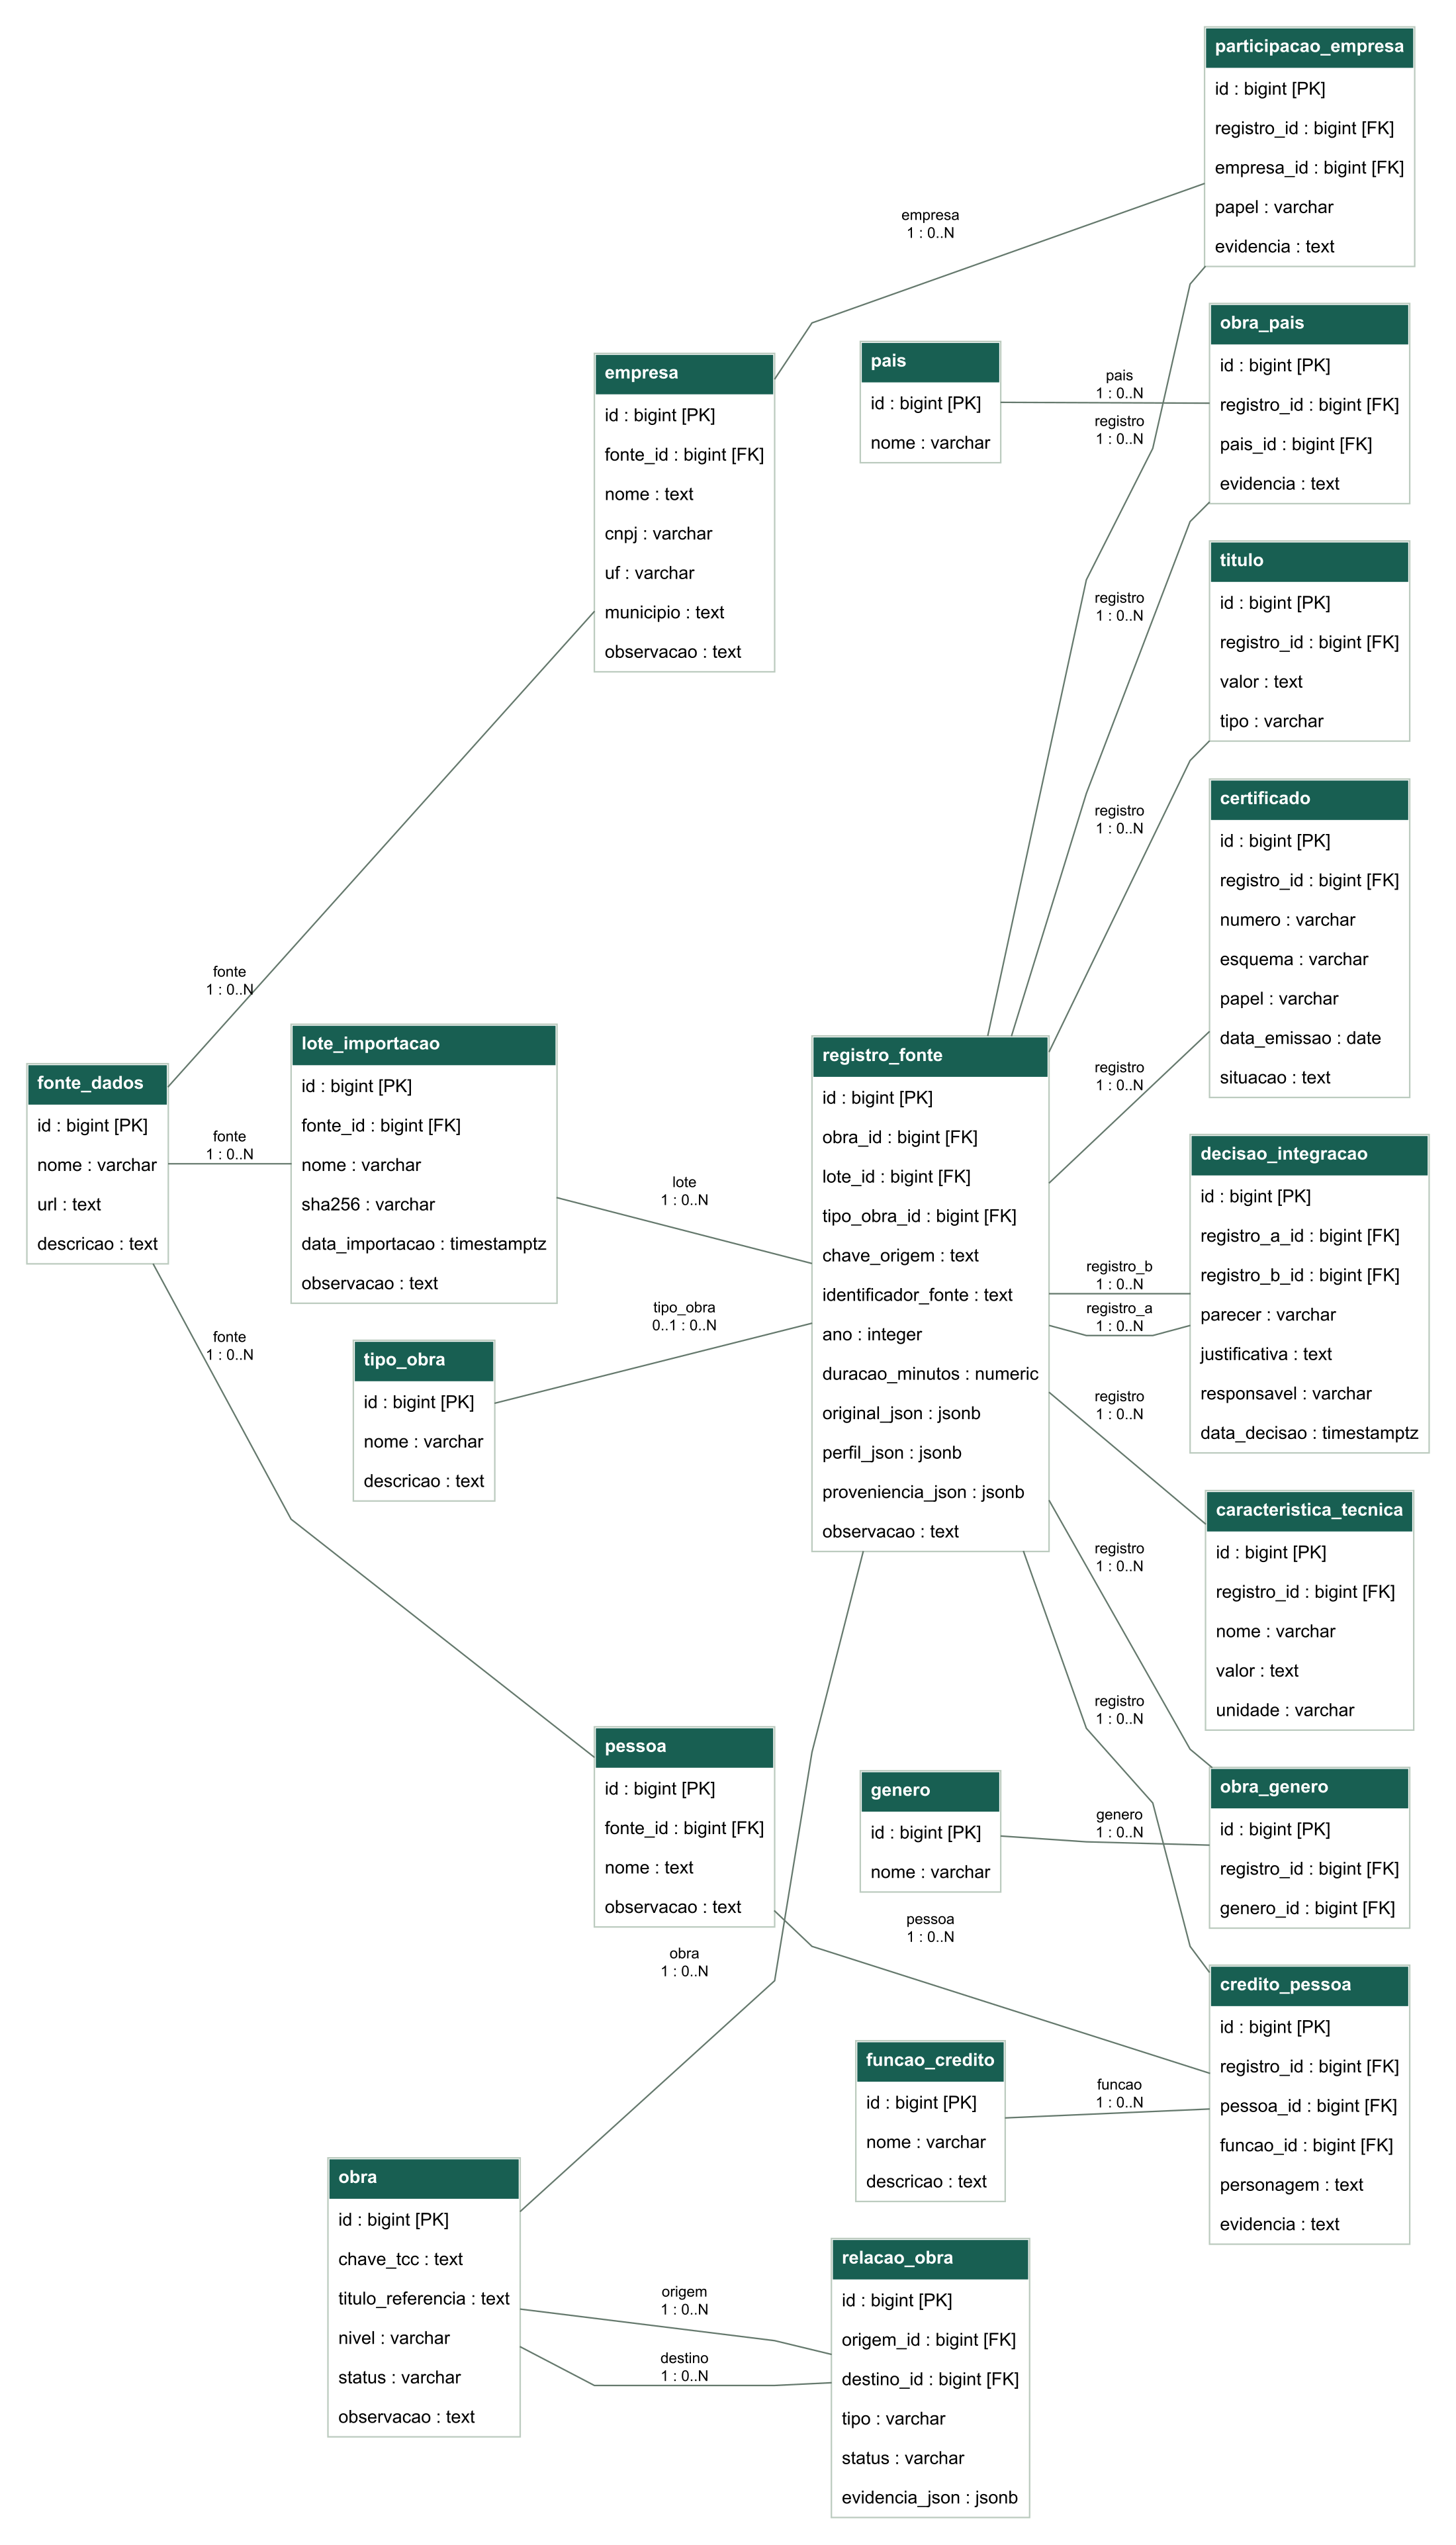 participacao_empresa
id : bigint [PK]
registro_id : bigint [FK]
empresa_id : bigint [FK]
papel : varchar
evidencia : text
empresa
1 : 0..N
obra_pais
id : bigint [PK]
registro_id : bigint [FK]
pais_id : bigint [FK]
evidencia : text
pais
id : bigint [PK]
nome : varchar
pais
1 : 0..N
registro
1 : 0..N
empresa
id : bigint [PK]
fonte_id : bigint [FK]
nome : text
cnpj : varchar
uf : varchar
municipio : text
observacao : text
titulo
id : bigint [PK]
registro_id : bigint [FK]
valor : text
tipo : varchar
registro
1 : 0..N
certificado
id : bigint [PK]
registro_id : bigint [FK]
numero : varchar
esquema : varchar
papel : varchar
data_emissao : date
situacao : text
registro
1 : 0..N
fonte
1 : 0..N
lote_importacao
id : bigint [PK]
fonte_id : bigint [FK]
nome : varchar
sha256 : varchar
data_importacao : timestamptz
observacao : text
registro_fonte
id : bigint [PK]
obra_id : bigint [FK]
lote_id : bigint [FK]
tipo_obra_id : bigint [FK]
chave_origem : text
identificador_fonte : text
ano : integer
duracao_minutos : numeric
original_json : jsonb
perfil_json : jsonb
proveniencia_json : jsonb
observacao : text
registro
1 : 0..N
fonte_dados
id : bigint [PK]
nome : varchar
url : text
descricao : text
fonte
1 : 0..N
lote
1 : 0..N
decisao_integracao
id : bigint [PK]
registro_a_id : bigint [FK]
registro_b_id : bigint [FK]
parecer : varchar
justificativa : text
responsavel : varchar
data_decisao : timestamptz
registro_b
1 : 0..N
registro_a
1 : 0..N
tipo_obra
0..1 : 0..N
fonte
1 : 0..N
tipo_obra
id : bigint [PK]
nome : varchar
descricao : text
registro
1 : 0..N
caracteristica_tecnica
id : bigint [PK]
registro_id : bigint [FK]
nome : varchar
valor : text
unidade : varchar
registro
1 : 0..N
registro
1 : 0..N
pessoa
id : bigint [PK]
fonte_id : bigint [FK]
nome : text
observacao : text
genero
id : bigint [PK]
nome : varchar
genero
1 : 0..N
obra_genero
id : bigint [PK]
registro_id : bigint [FK]
genero_id : bigint [FK]
pessoa
1 : 0..N
obra
1 : 0..N
credito_pessoa
id : bigint [PK]
registro_id : bigint [FK]
pessoa_id : bigint [FK]
funcao_id : bigint [FK]
personagem : text
evidencia : text
funcao_credito
id : bigint [PK]
nome : varchar
descricao : text
funcao
1 : 0..N
obra
id : bigint [PK]
chave_tcc : text
titulo_referencia : text
nivel : varchar
status : varchar
observacao : text
origem
1 : 0..N
destino
1 : 0..N
relacao_obra
id : bigint [PK]
origem_id : bigint [FK]
destino_id : bigint [FK]
tipo : varchar
status : varchar
evidencia_json : jsonb